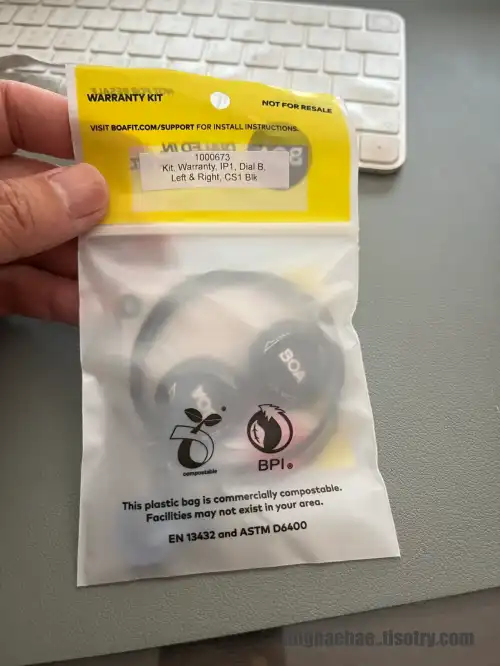 WARRANTY KIT
NOT FOR RESALE
VISIT BOAFIT.COM/SUPPORT FOR INSTALL INSTRUCTIONS.
1000673
Kit, Warranty, IP1, Dial B,
Left & Right, CS1 Blk
BOA
compostable
BPI
This plastic bag is commercially compostable.
Facilities may not exist in your area.
EN 13432 and ASTM D6400